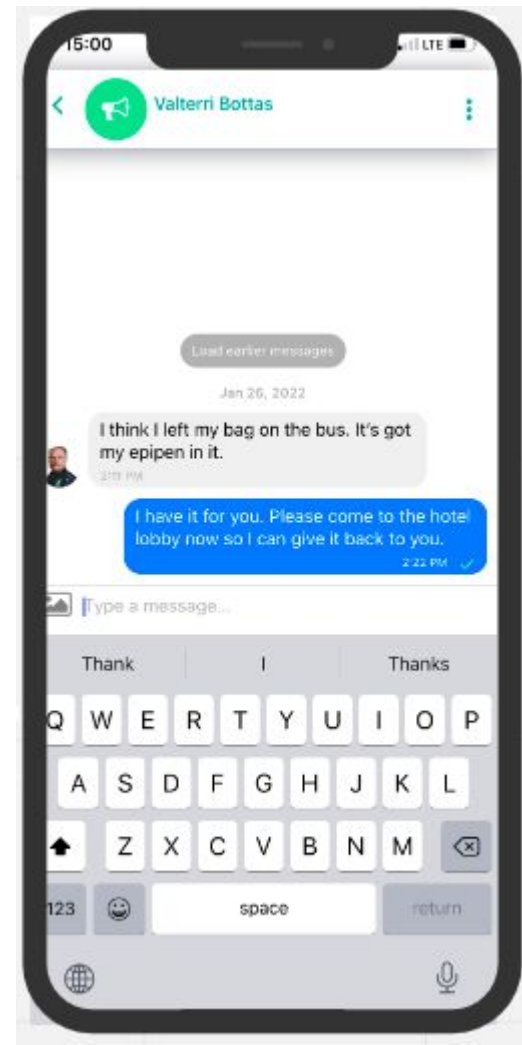 15:00
LTE
Valterri Bottas
Load earlier messages
Jan 26, 2022
I think I left my bag on the bus. It's got
my epipen in it.
I have it for you. Please come to the hotel
lobby now so I can give it back to you.
2:22 PM
Type a message...
Thank I Thanks
Q W E R T Y U I O P
A S D F G H J K L
Z X C V B N M
123 space return